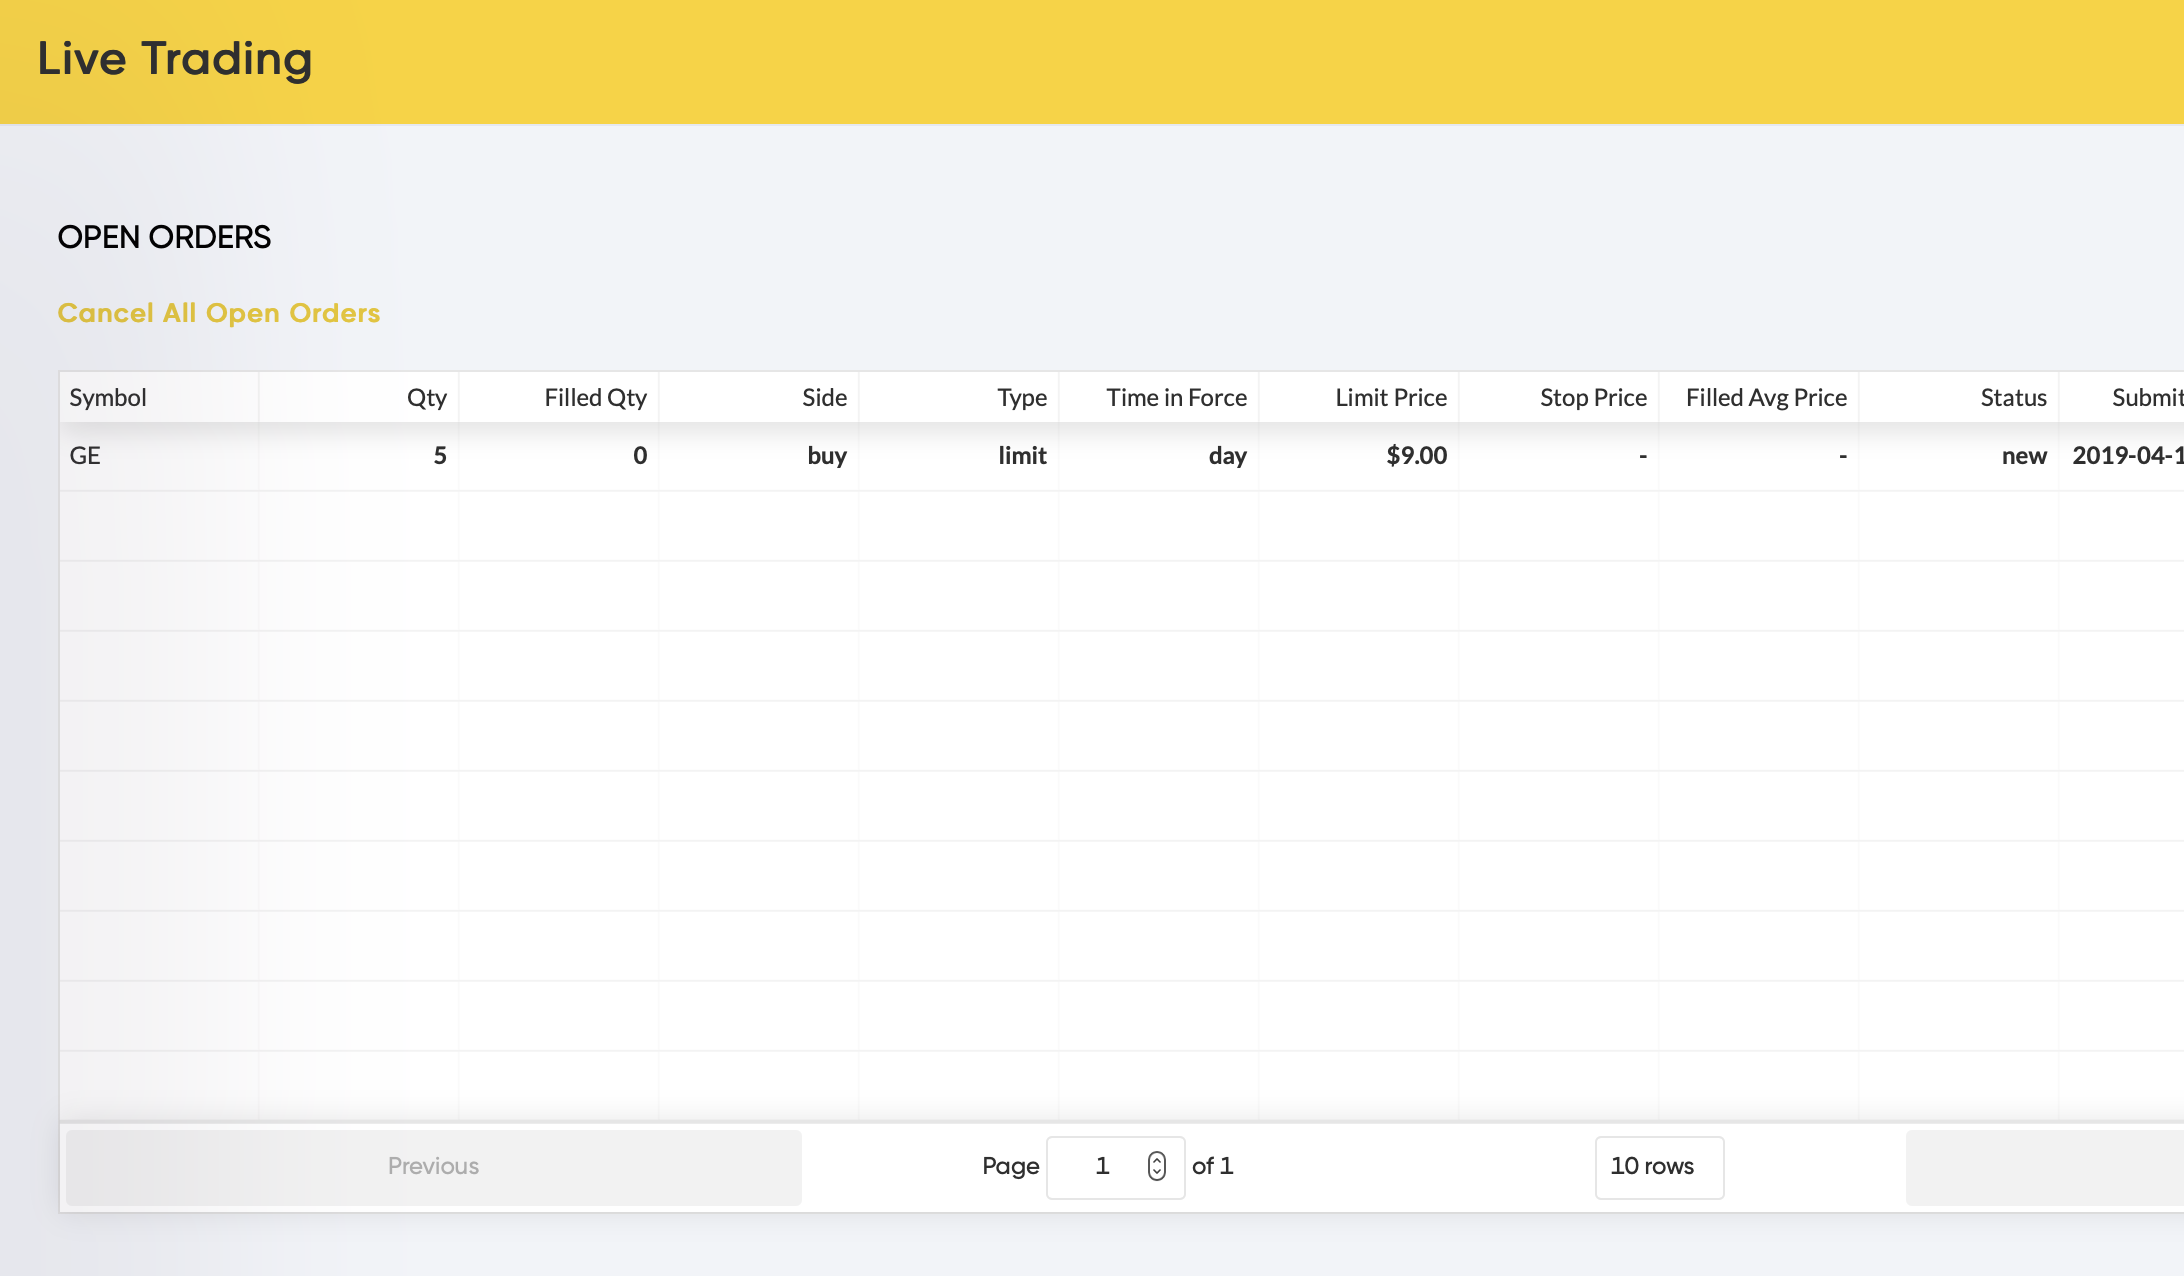 Live Trading
OPEN ORDERS
Cancel All Open Orders
Symbol Qty Filled Qty Side Type Time in Force Limit Price Stop Price Filled Avg Price Status Submit
GE 5 0 buy limit day $9.00 - - new 2019-04-1
Previous Page 1 of 1 10 rows